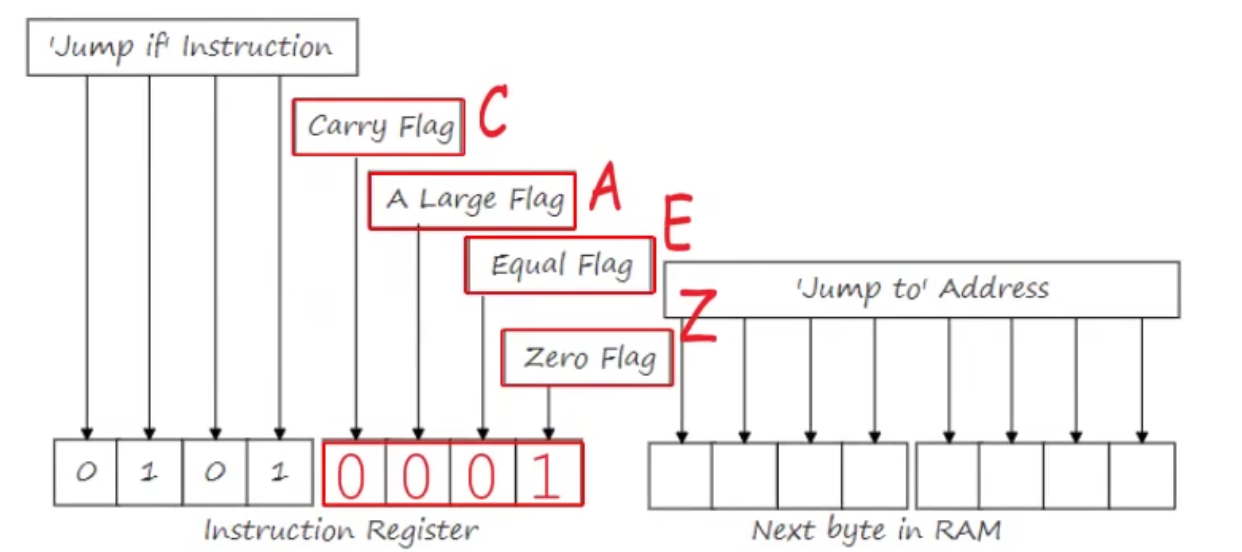 'Jump if' Instruction
Carry Flag C
A Large Flag A
Equal Flag E
'Jump to' Address
Z
Zero Flag
0 1 0 1 0 0 0 1
Instruction Register
Next byte in RAM